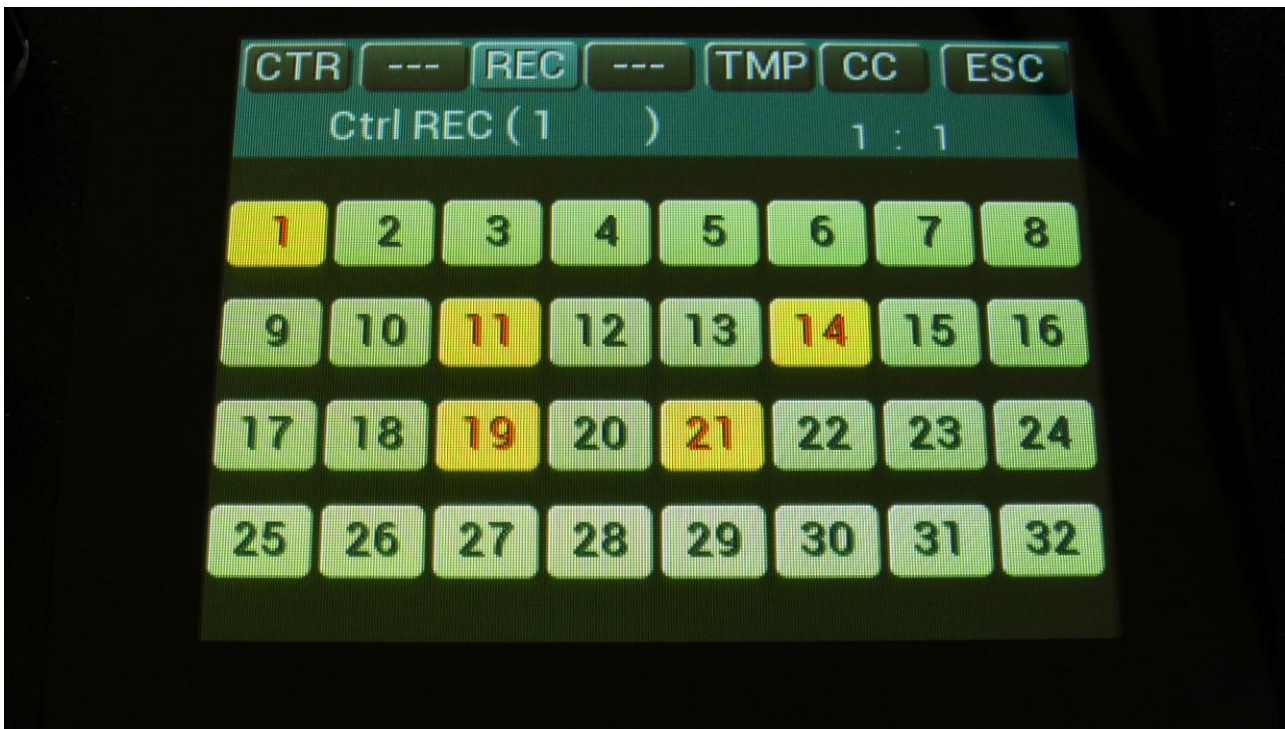 CTR --- REC --- TMP CC ESC
Ctrl REC ( 1 ) 1 : 1
1 2 3 4 5 6 7 8
9 10 11 12 13 14 15 16
17 18 19 20 21 22 23 24
25 26 27 28 29 30 31 32